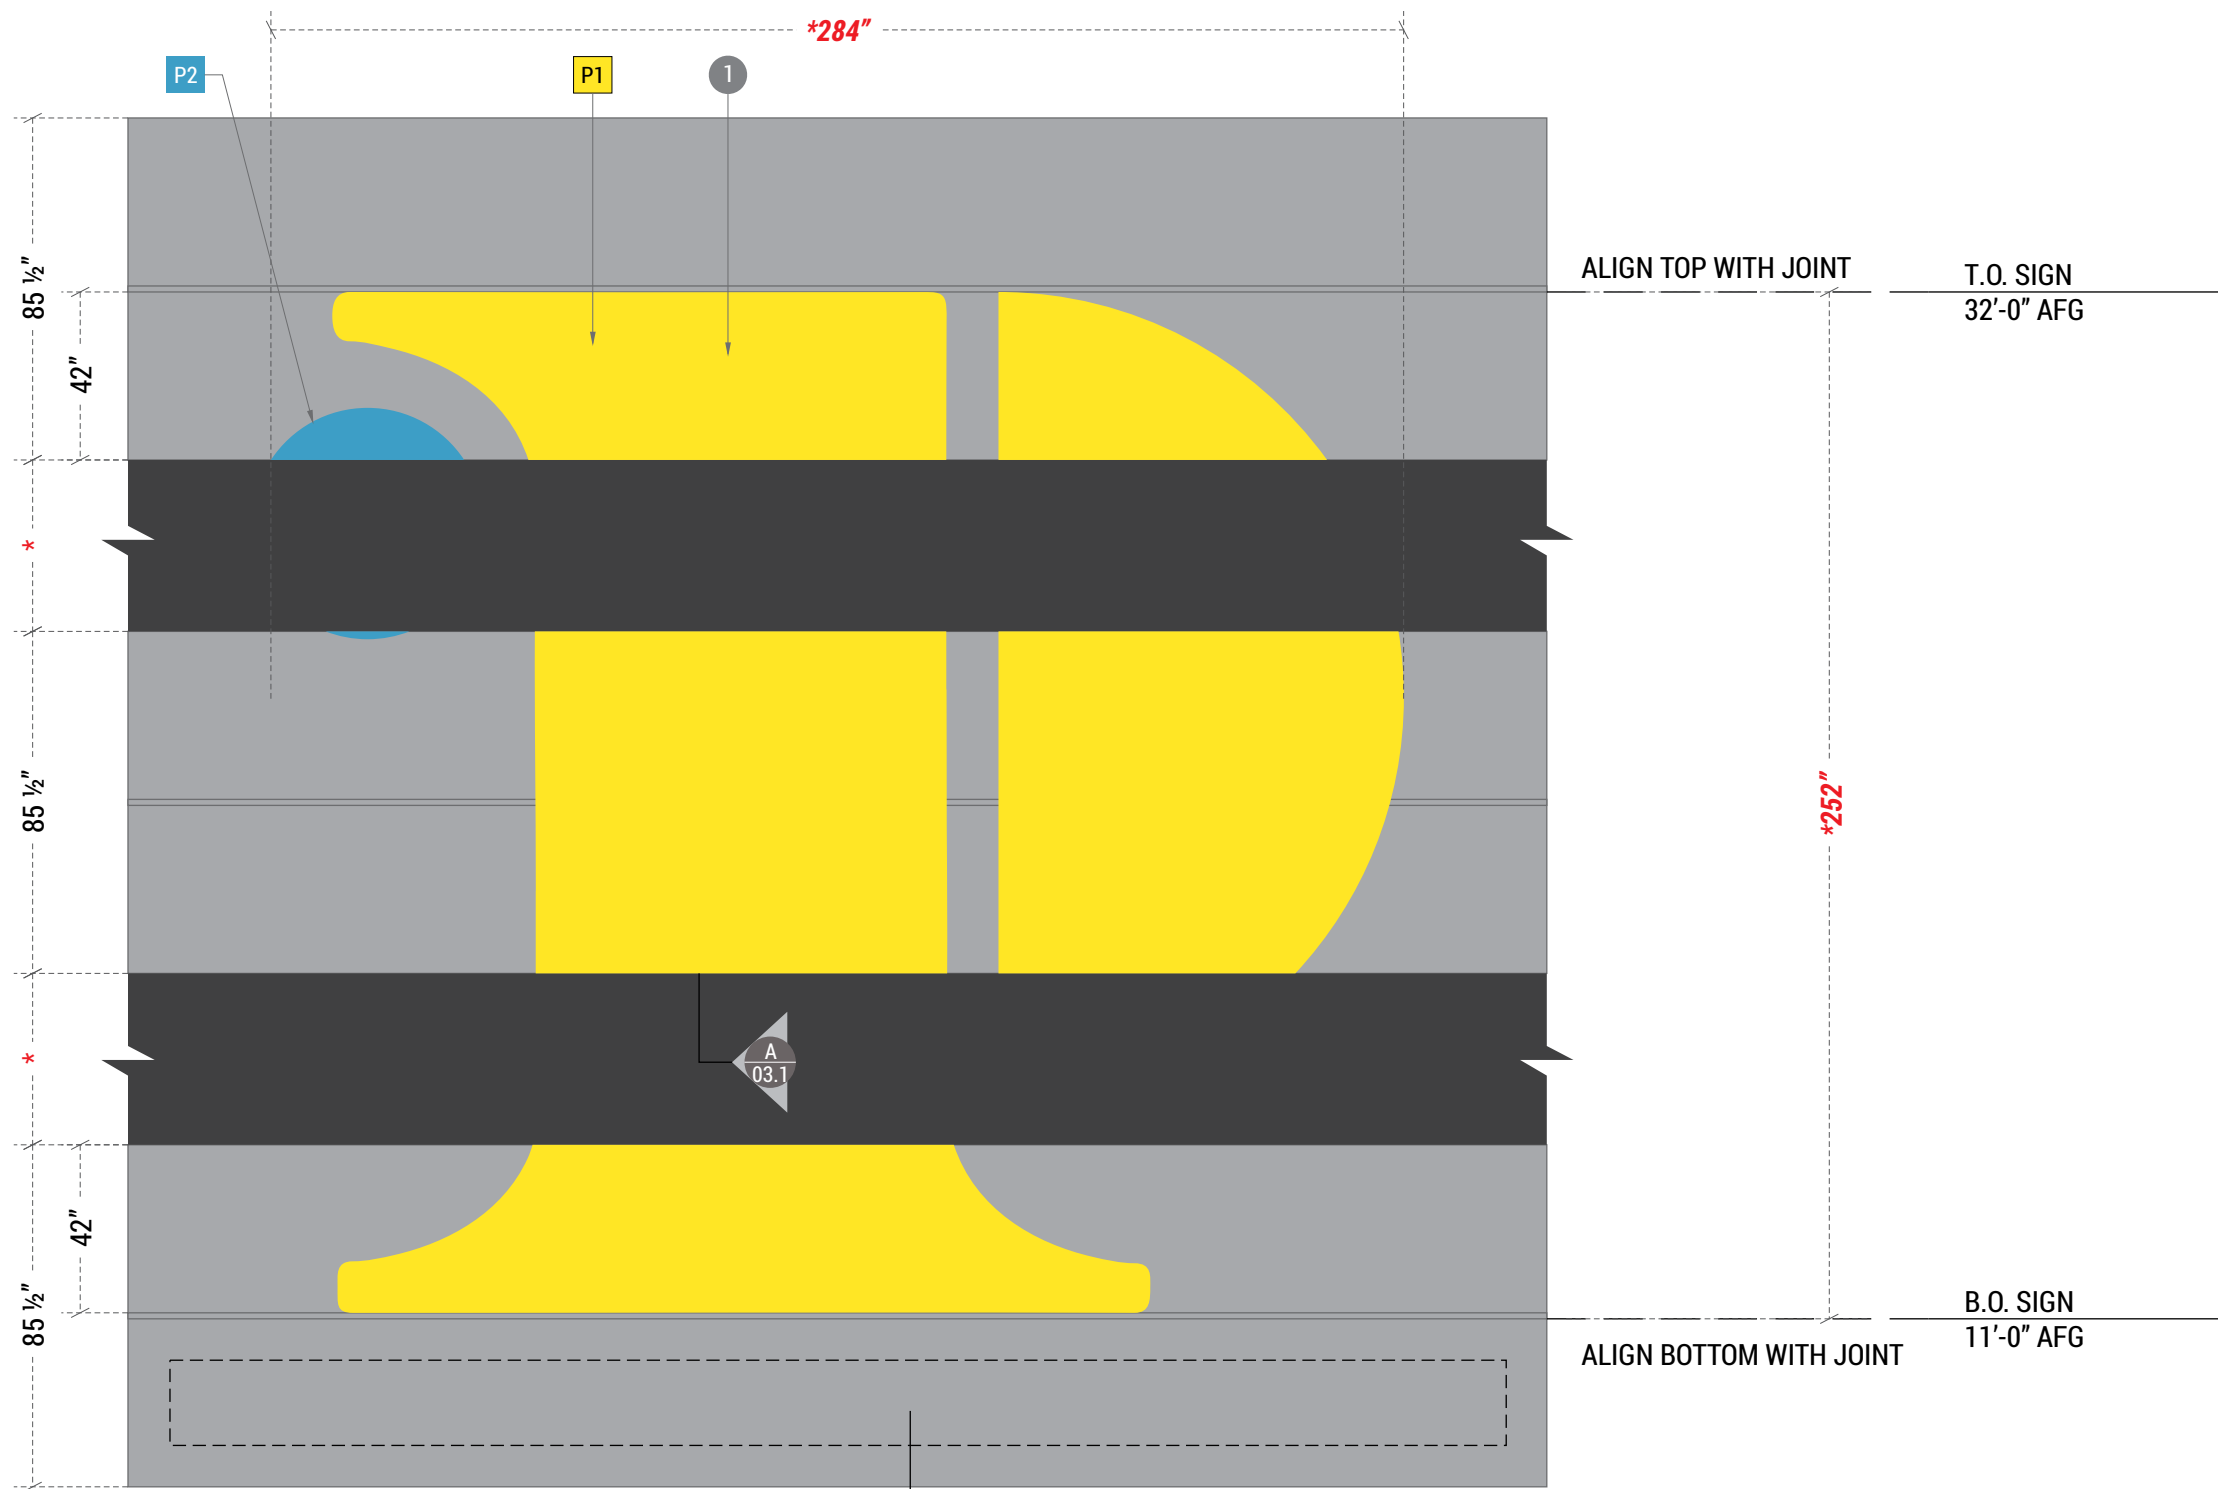 *284”
P2
P1
1
85 ½”
42”
ALIGN TOP WITH JOINT
T.O. SIGN
32’-0” AFG
*
85 ½”
*252”
*
A
03.1
42”
85 ½”
B.O. SIGN
11’-0” AFG
ALIGN BOTTOM WITH JOINT